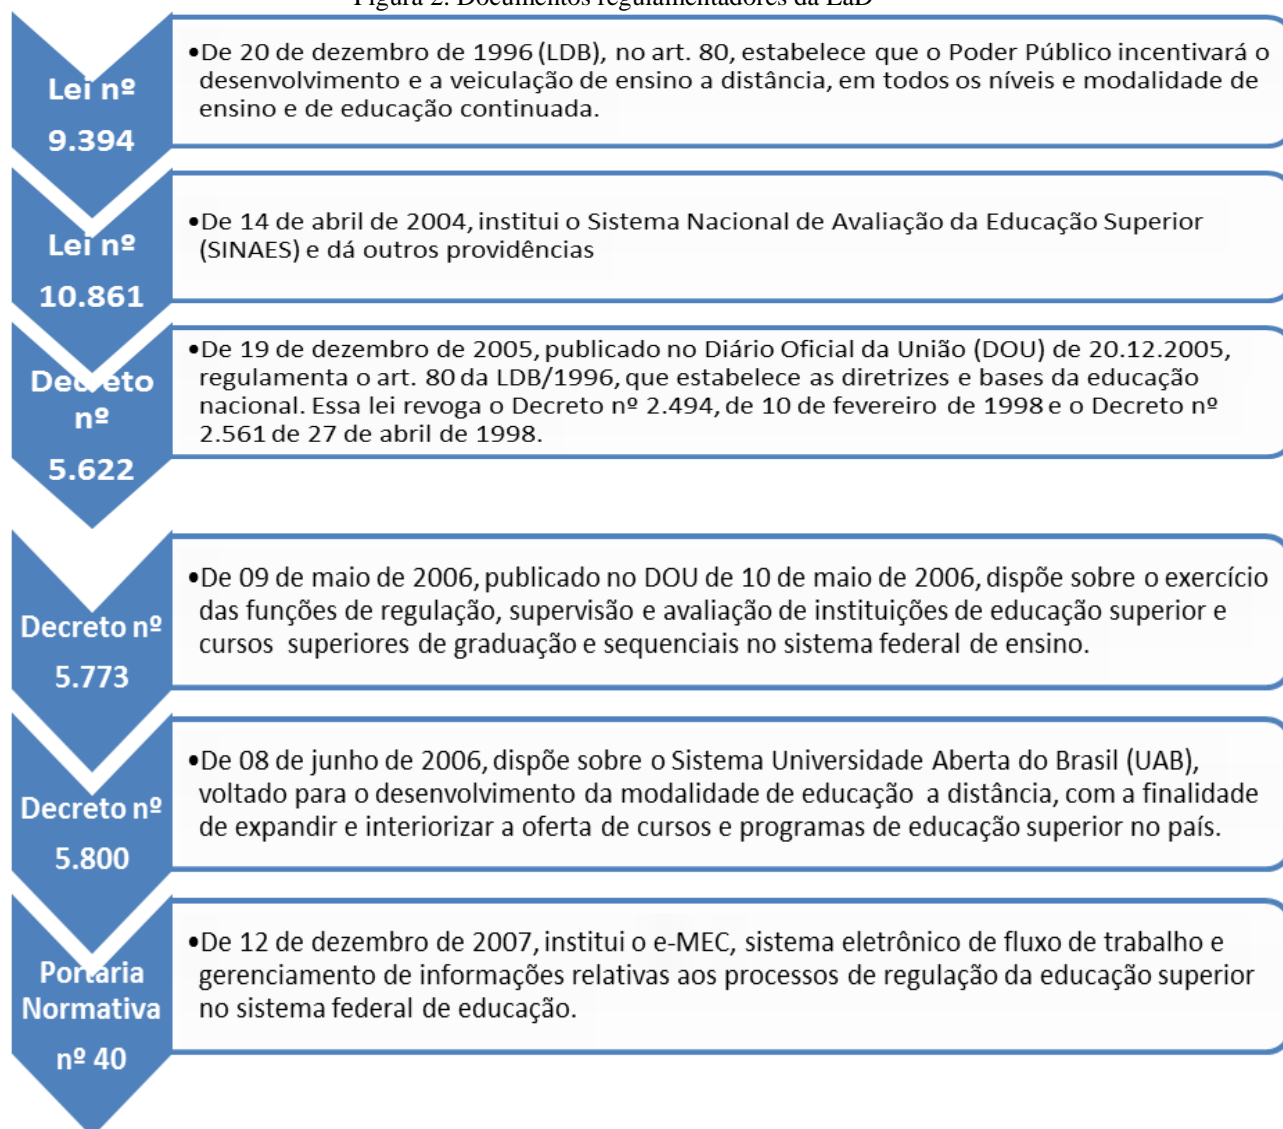 Figura 2: Documentos regulamentadores da EaD
Lei nº
9.394
•De 20 de dezembro de 1996 (LDB), no art. 80, estabelece que o Poder Público incentivará o
desenvolvimento e a veiculação de ensino a distância, em todos os níveis e modalidade de
ensino e de educação continuada.
Lei nº
10.861
•De 14 de abril de 2004, institui o Sistema Nacional de Avaliação da Educação Superior
(SINAES) e dá outros providências
Decreto
nº
5.622
•De 19 de dezembro de 2005, publicado no Diário Oficial da União (DOU) de 20.12.2005,
regulamenta o art. 80 da LDB/1996, que estabelece as diretrizes e bases da educação
nacional. Essa lei revoga o Decreto nº 2.494, de 10 de fevereiro de 1998 e o Decreto nº
2.561 de 27 de abril de 1998.
Decreto nº
5.773
•De 09 de maio de 2006, publicado no DOU de 10 de maio de 2006, dispõe sobre o exercício
das funções de regulação, supervisão e avaliação de instituições de educação superior e
cursos superiores de graduação e sequenciais no sistema federal de ensino.
Decreto nº
5.800
•De 08 de junho de 2006, dispõe sobre o Sistema Universidade Aberta do Brasil (UAB),
voltado para o desenvolvimento da modalidade de educação a distância, com a finalidade
de expandir e interiorizar a oferta de cursos e programas de educação superior no país.
Portaria
Normativa
nº 40
•De 12 de dezembro de 2007, institui o e-MEC, sistema eletrônico de fluxo de trabalho e
gerenciamento de informações relativas aos processos de regulação da educação superior
no sistema federal de educação.